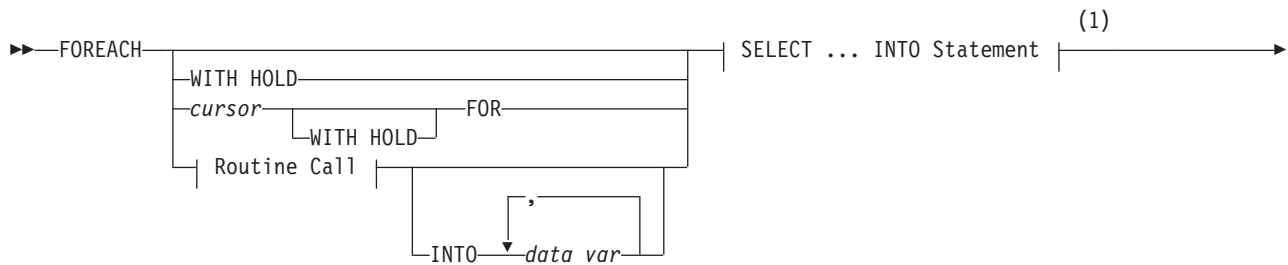 (1)
FOREACH SELECT ... INTO Statement
WITH HOLD
cursor FOR
WITH HOLD
Routine Call
,
INTO data var